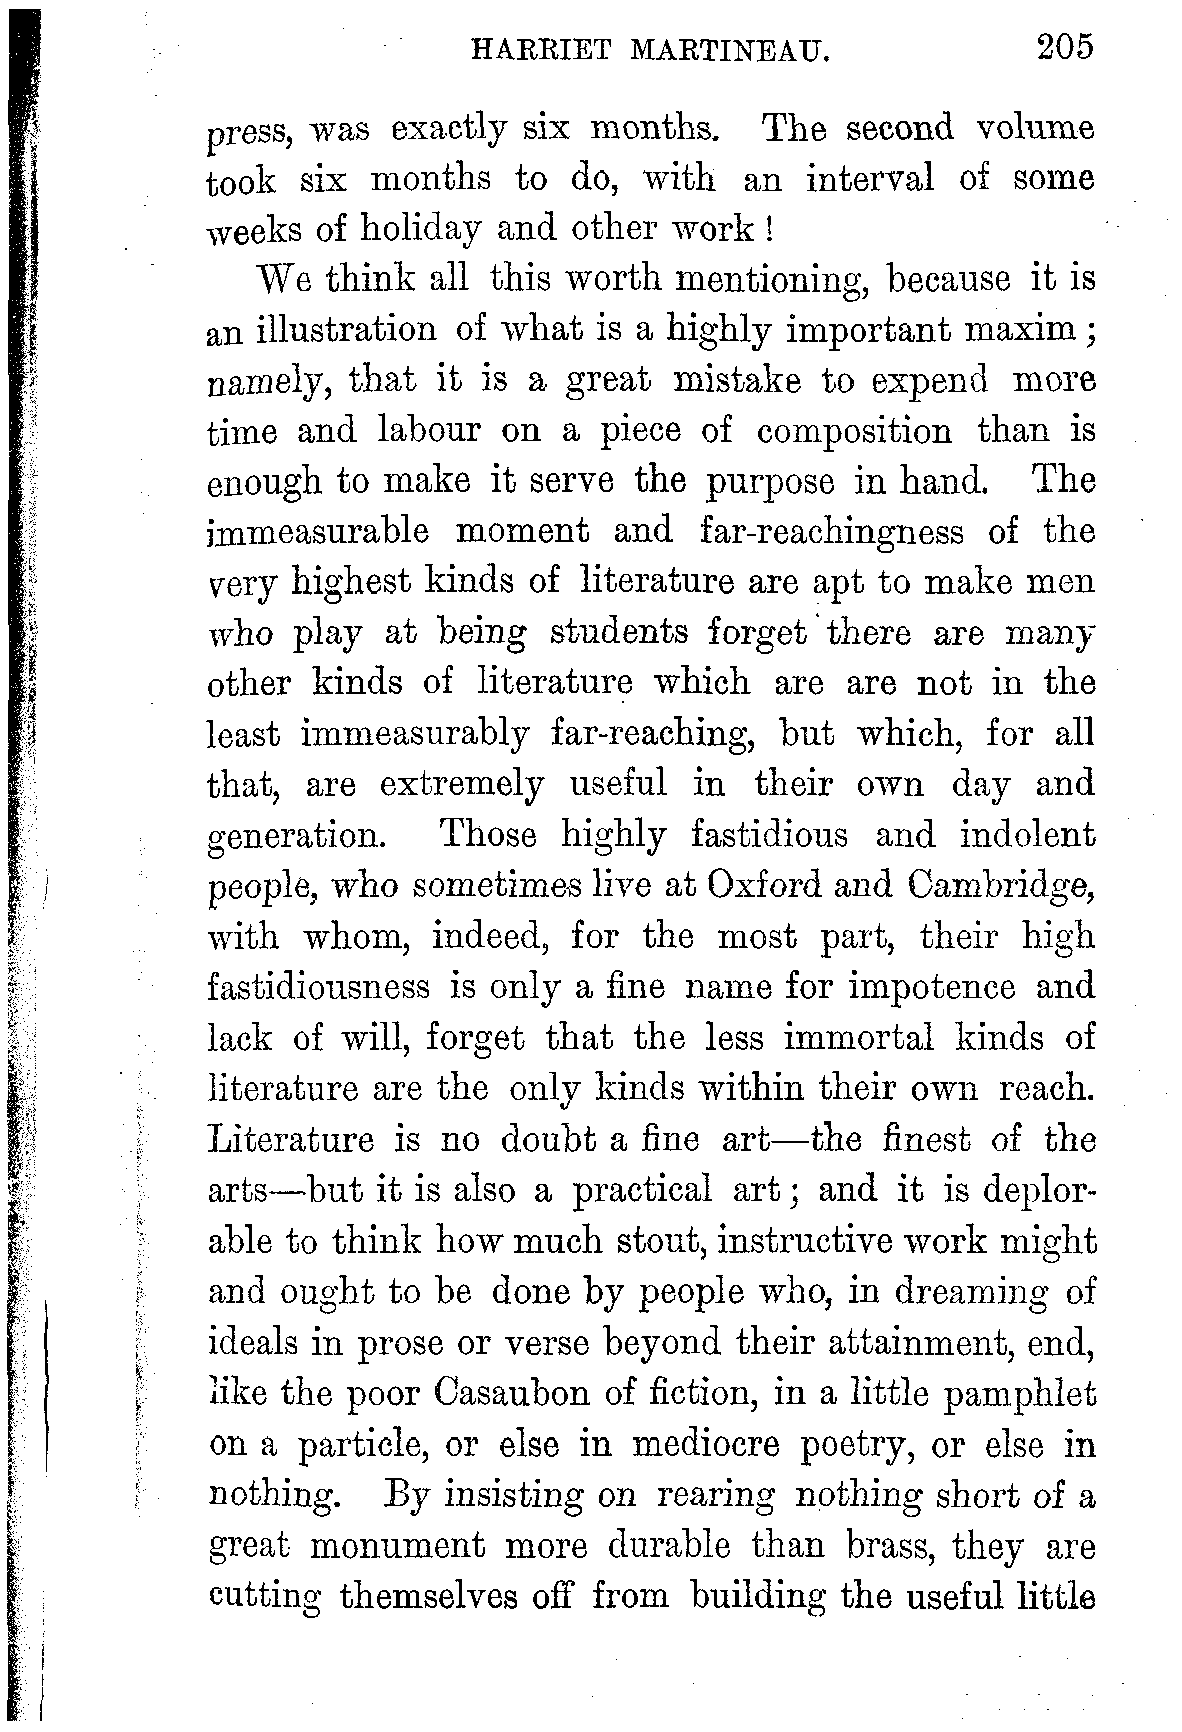 HARRIET MARTINEAU. 205
press, was exactly six months. The second volume
took six months to do, with an interval of some
weeks of holiday and other work !
We think all this worth mentioning, because it is
an illustration of what is a highly important maxim ;
namely, that it is a great mistake to expend more
time and labour on a piece of composition than is
enough to make it serve the purpose in hand. The
immeasurable moment and far-reachingness of the
very highest kinds of literature are apt to make men
who play at being students forget there are many
other kinds of literature which are are not in the
least immeasurably far-reaching, but which, for all
that, are extremely useful in their own day and
generation. Those highly fastidious and indolent
people, who sometimes live at Oxford and Cambridge,
with whom, indeed, for the most part, their high
fastidiousness is only a fine name for impotence and
lack of will, forget that the less immortal kinds of
literature are the only kinds within their own reach.
Literature is no doubt a fine art—the finest of the
arts—but it is also a practical art ; and it is deplor-
able to think how much stout, instructive work might
and ought to be done by people who, in dreaming of
ideals in prose or verse beyond their attainment, end,
like the poor Casaubon of fiction, in a little pamphlet
on a particle, or else in mediocre poetry, or else in
nothing. By insisting on rearing nothing short of a
great monument more durable than brass, they are
cutting themselves off from building the useful little